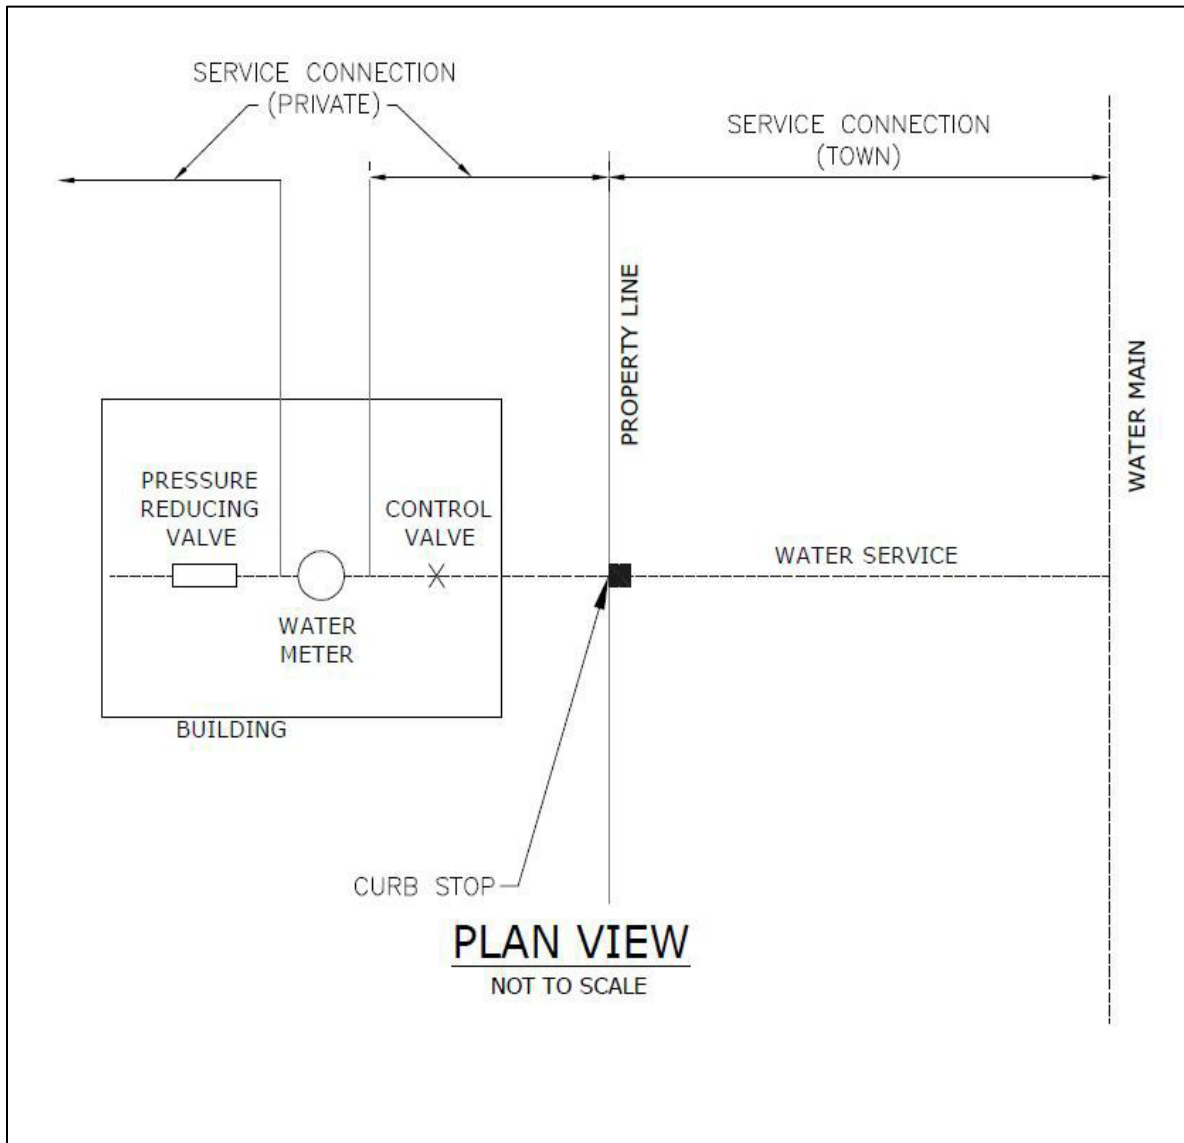 SERVICE CONNECTION
(PRIVATE)
SERVICE CONNECTION
(TOWN)
PROPERTY LINE
WATER MAIN
PRESSURE
REDUCING
VALVE
CONTROL
VALVE
WATER SERVICE
WATER
METER
BUILDING
CURB STOP
PLAN VIEW
NOT TO SCALE